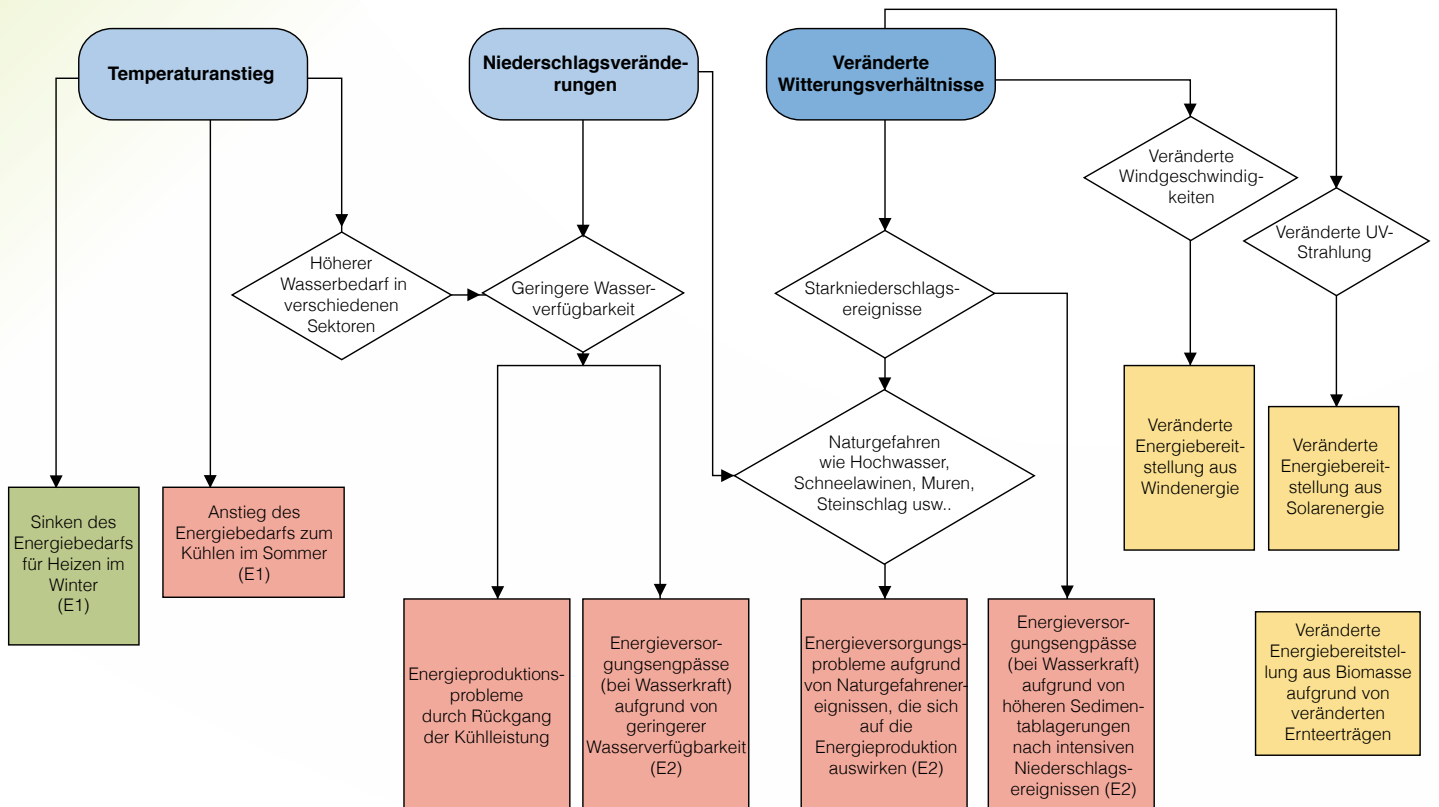 Temperaturanstieg
Niederschlagsverände-
rungen
Veränderte
Witterungsverhältnisse
Veränderte
Windgeschwindig-
keiten
Veränderte UV-
Strahlung
Höherer
Wasserbedarf in
verschiedenen
Sektoren
Geringere Wasser-
verfügbarkeit
Starkniederschlags-
ereignisse
Naturgefahren
wie Hochwasser,
Schneelawinen, Muren,
Steinschlag usw..
Veränderte
Energiebereit-
stellung aus
Windenergie
Veränderte
Energiebereit-
stellung aus
Solarenergie
Sinken des
Energiebedarfs
für Heizen im
Winter
(E1)
Anstieg des
Energiebedarfs zum
Kühlen im Sommer
(E1)
Energieproduktions-
probleme
durch Rückgang
der Kühlleistung
Energieversor-
gungsengpässe
(bei Wasserkraft)
aufgrund von
geringerer
Wasserverfügbarkeit
(E2)
Energieversorgungs-
probleme aufgrund
von Naturgefahrener-
eignissen, die sich
auf die
Energieproduktion
auswirken (E2)
Energieversor-
gungsengpässe
(bei Wasserkraft)
aufgrund von
höheren Sedimen-
tablagerungen
nach intensiven
Niederschlags-
ereignissen (E2)
Veränderte
Energiebereitstel-
lung aus Biomasse
aufgrund von
veränderten
Ernteerträgen